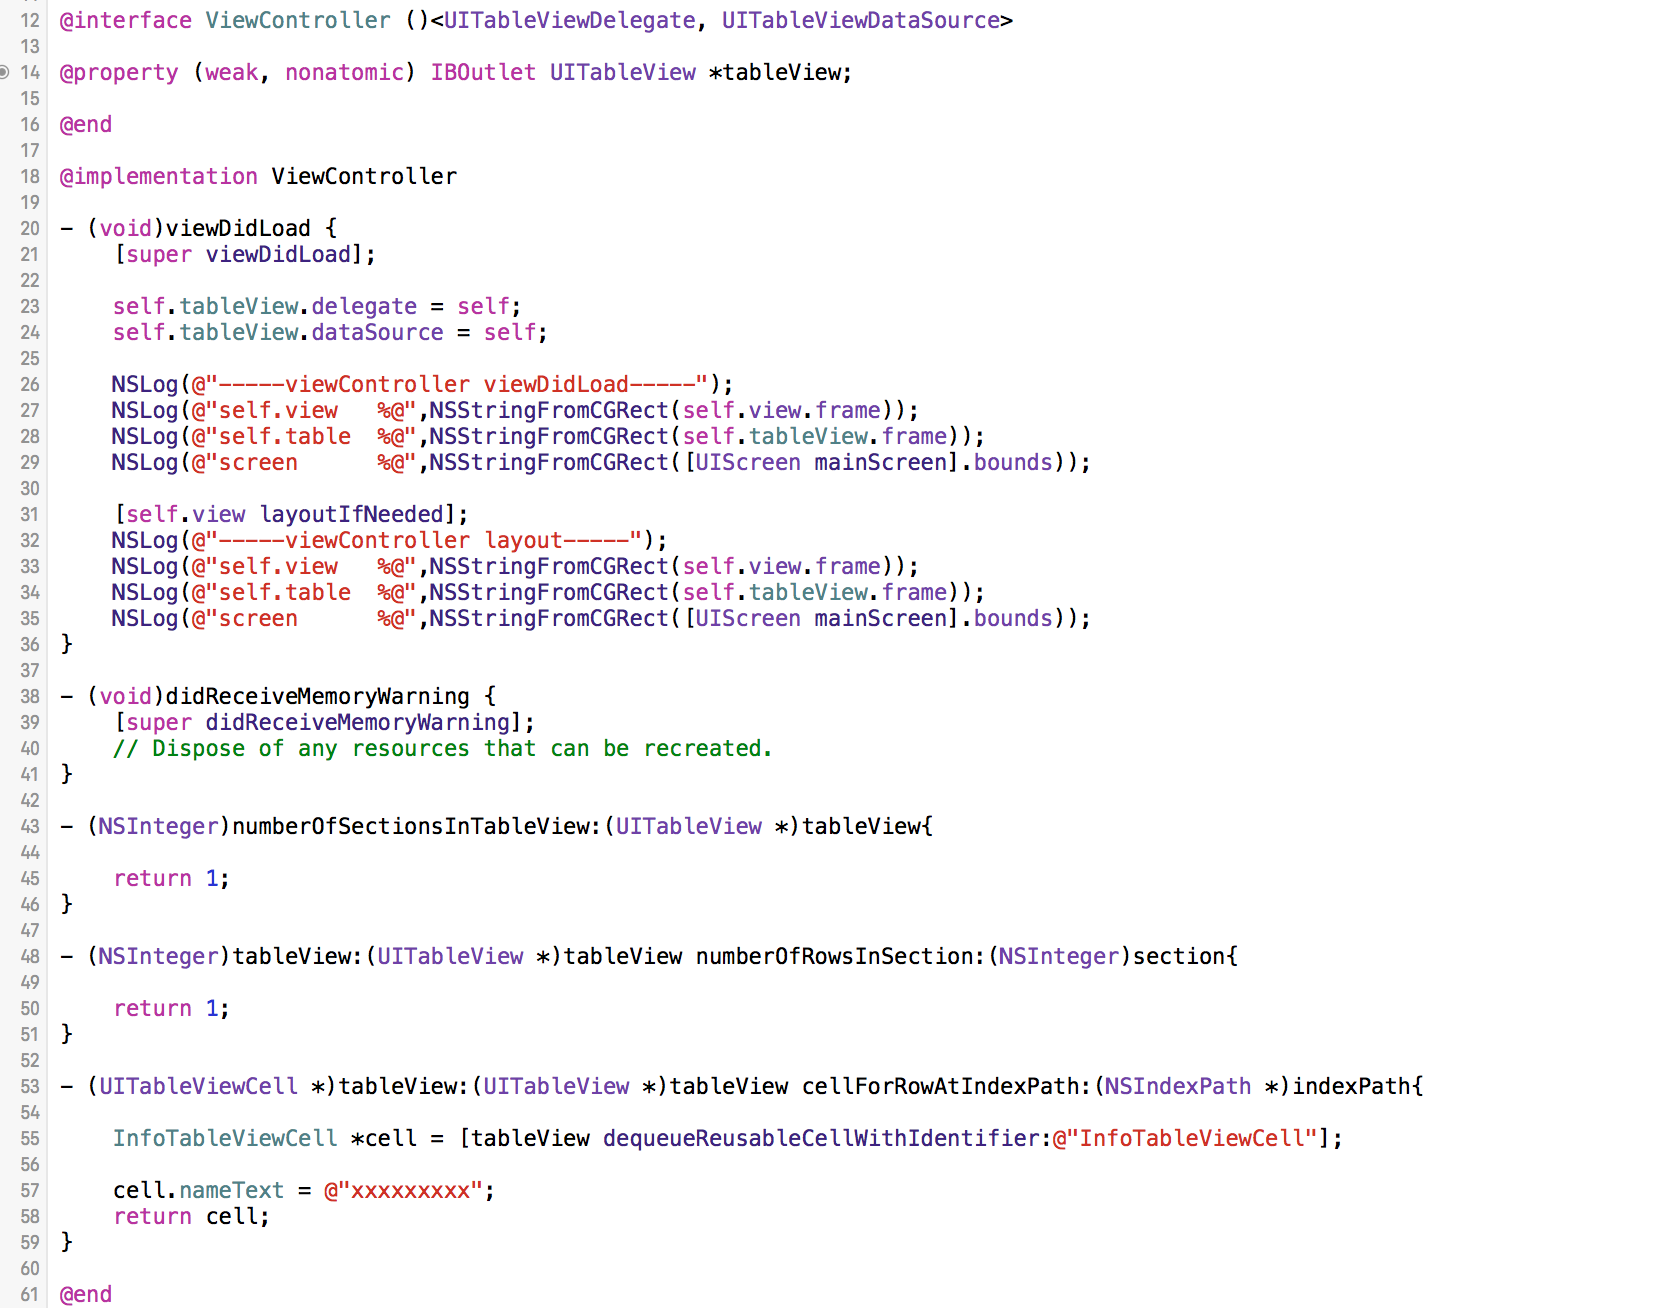 12 @interface ViewController ()<UITableViewDelegate, UITableViewDataSource>
13
14 @property (weak, nonatomic) IBOutlet UITableView *tableView;
15
16 @end
17
18 @implementation ViewController
19
20 - (void)viewDidLoad {
21     [super viewDidLoad];
22
23     self.tableView.delegate = self;
24     self.tableView.dataSource = self;
25
26     NSLog(@"-----viewController viewDidLoad-----");
27     NSLog(@"self.view   %@",NSStringFromCGRect(self.view.frame));
28     NSLog(@"self.table  %@",NSStringFromCGRect(self.tableView.frame));
29     NSLog(@"screen      %@",NSStringFromCGRect([UIScreen mainScreen].bounds));
30
31     [self.view layoutIfNeeded];
32     NSLog(@"-----viewController layout-----");
33     NSLog(@"self.view   %@",NSStringFromCGRect(self.view.frame));
34     NSLog(@"self.table  %@",NSStringFromCGRect(self.tableView.frame));
35     NSLog(@"screen      %@",NSStringFromCGRect([UIScreen mainScreen].bounds));
36 }
37
38 - (void)didReceiveMemoryWarning {
39     [super didReceiveMemoryWarning];
40     // Dispose of any resources that can be recreated.
41 }
42
43 - (NSInteger)numberOfSectionsInTableView:(UITableView *)tableView{
44
45     return 1;
46 }
47
48 - (NSInteger)tableView:(UITableView *)tableView numberOfRowsInSection:(NSInteger)section{
49
50     return 1;
51 }
52
53 - (UITableViewCell *)tableView:(UITableView *)tableView cellForRowAtIndexPath:(NSIndexPath *)indexPath{
54
55     InfoTableViewCell *cell = [tableView dequeueReusableCellWithIdentifier:@"InfoTableViewCell"];
56
57     cell.nameText = @"xxxxxxxxx";
58     return cell;
59 }
60
61 @end